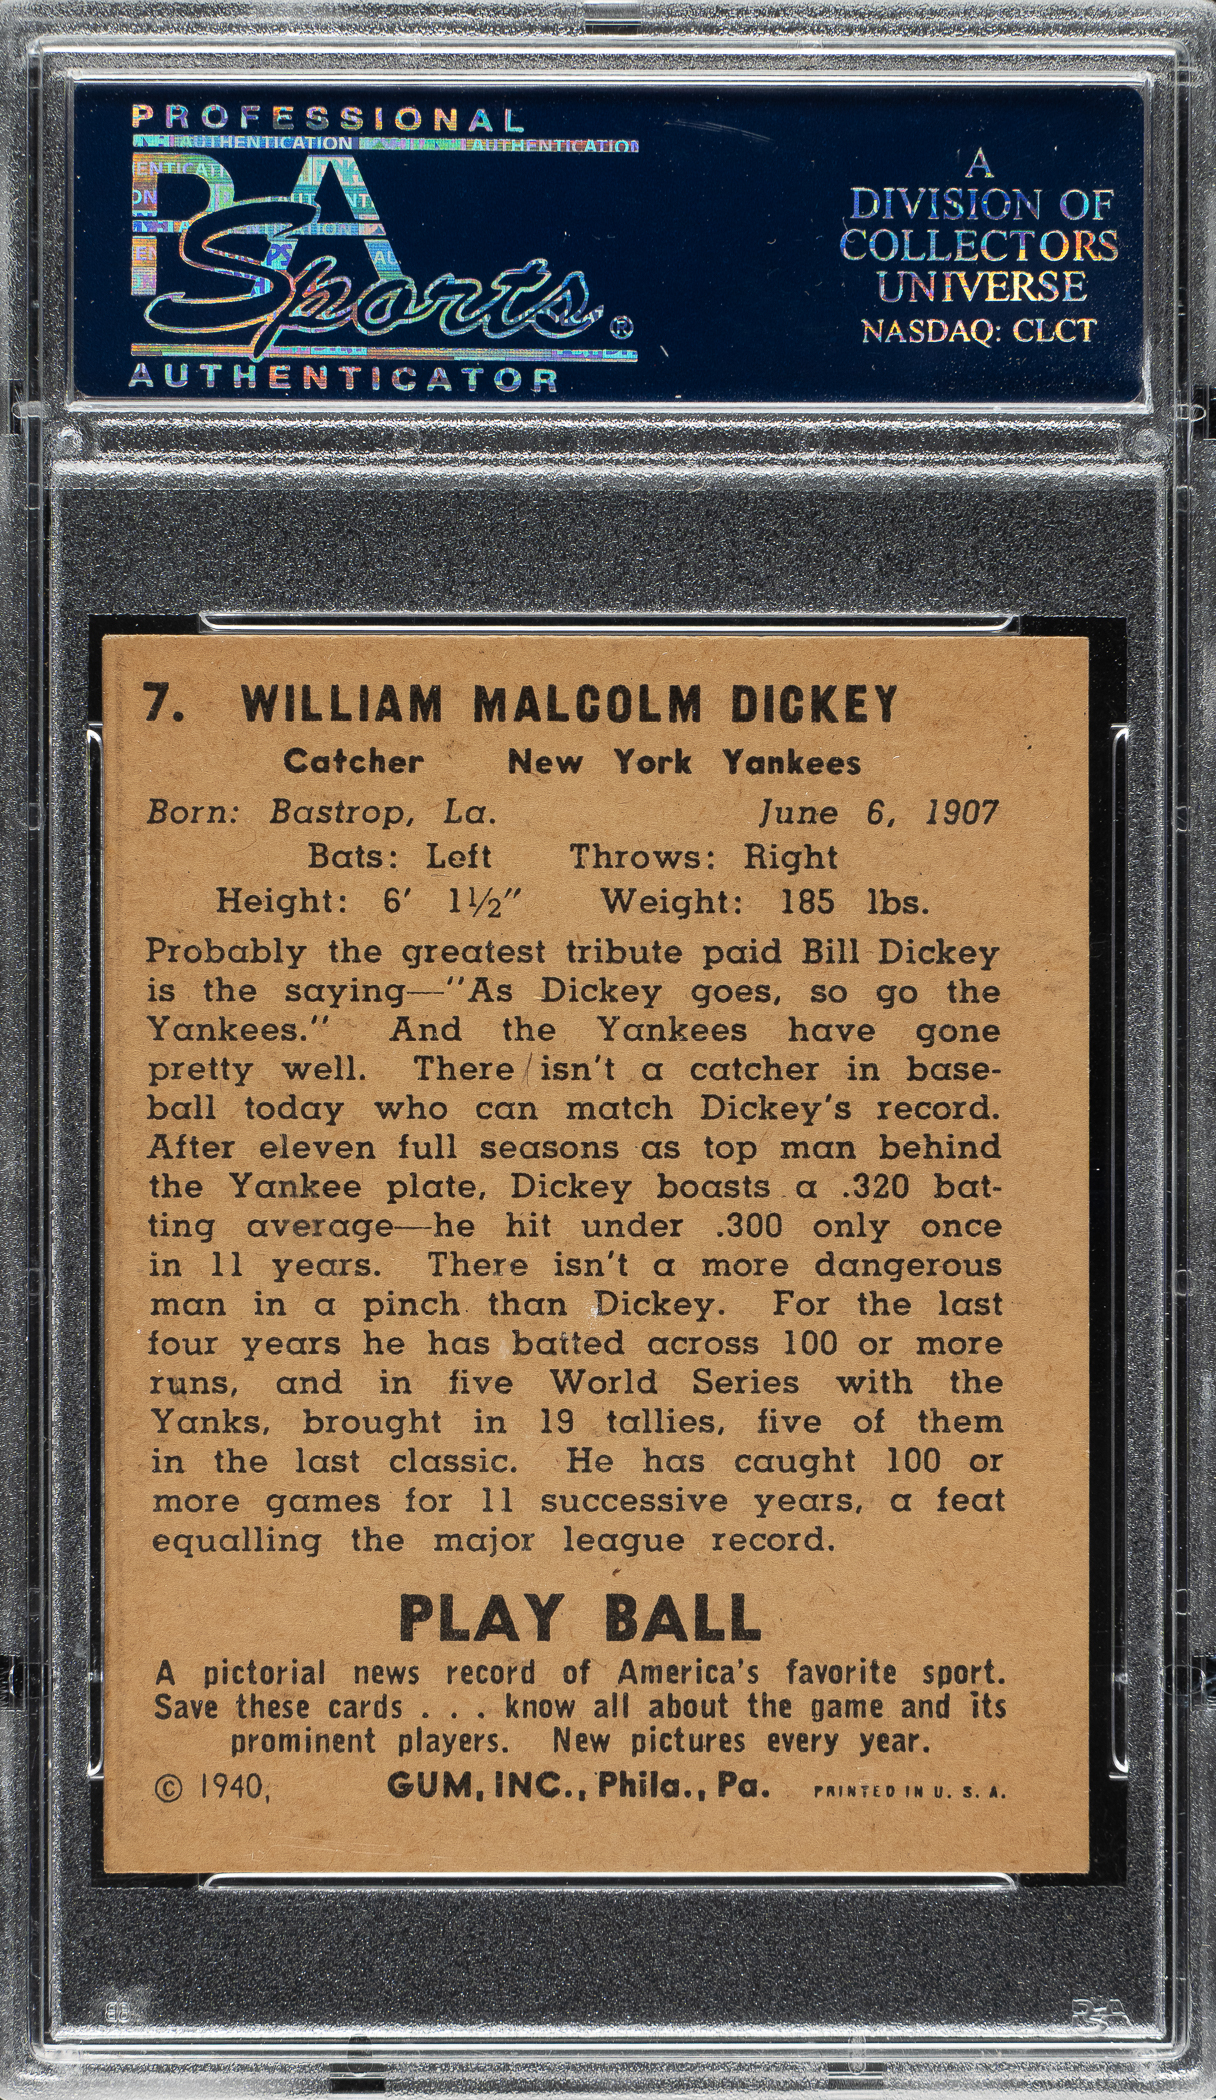 PROFESSIONAL
AUTHENTICATION AUTHENTICATION
PSA
Sports®
AUTHENTICATOR
A
DIVISION OF
COLLECTORS
UNIVERSE
NASDAQ: CLCT
7. WILLIAM MALCOLM DICKEY
Catcher New York Yankees
Born: Bastrop, La. June 6, 1907
Bats: Left Throws: Right
Height: 6' 1½" Weight: 185 lbs.
Probably the greatest tribute paid Bill Dickey
is the saying—"As Dickey goes, so go the
Yankees." And the Yankees have gone
pretty well. There isn't a catcher in base-
ball today who can match Dickey's record.
After eleven full seasons as top man behind
the Yankee plate, Dickey boasts a .320 bat-
ting average—he hit under .300 only once
in 11 years. There isn't a more dangerous
man in a pinch than Dickey. For the last
four years he has batted across 100 or more
runs, and in five World Series with the
Yanks, brought in 19 tallies, five of them
in the last classic. He has caught 100 or
more games for 11 successive years, a feat
equalling the major league record.
PLAY BALL
A pictorial news record of America's favorite sport.
Save these cards . . . know all about the game and its
prominent players. New pictures every year.
© 1940, GUM, INC., Phila., Pa. PRINTED IN U. S. A.
PSA